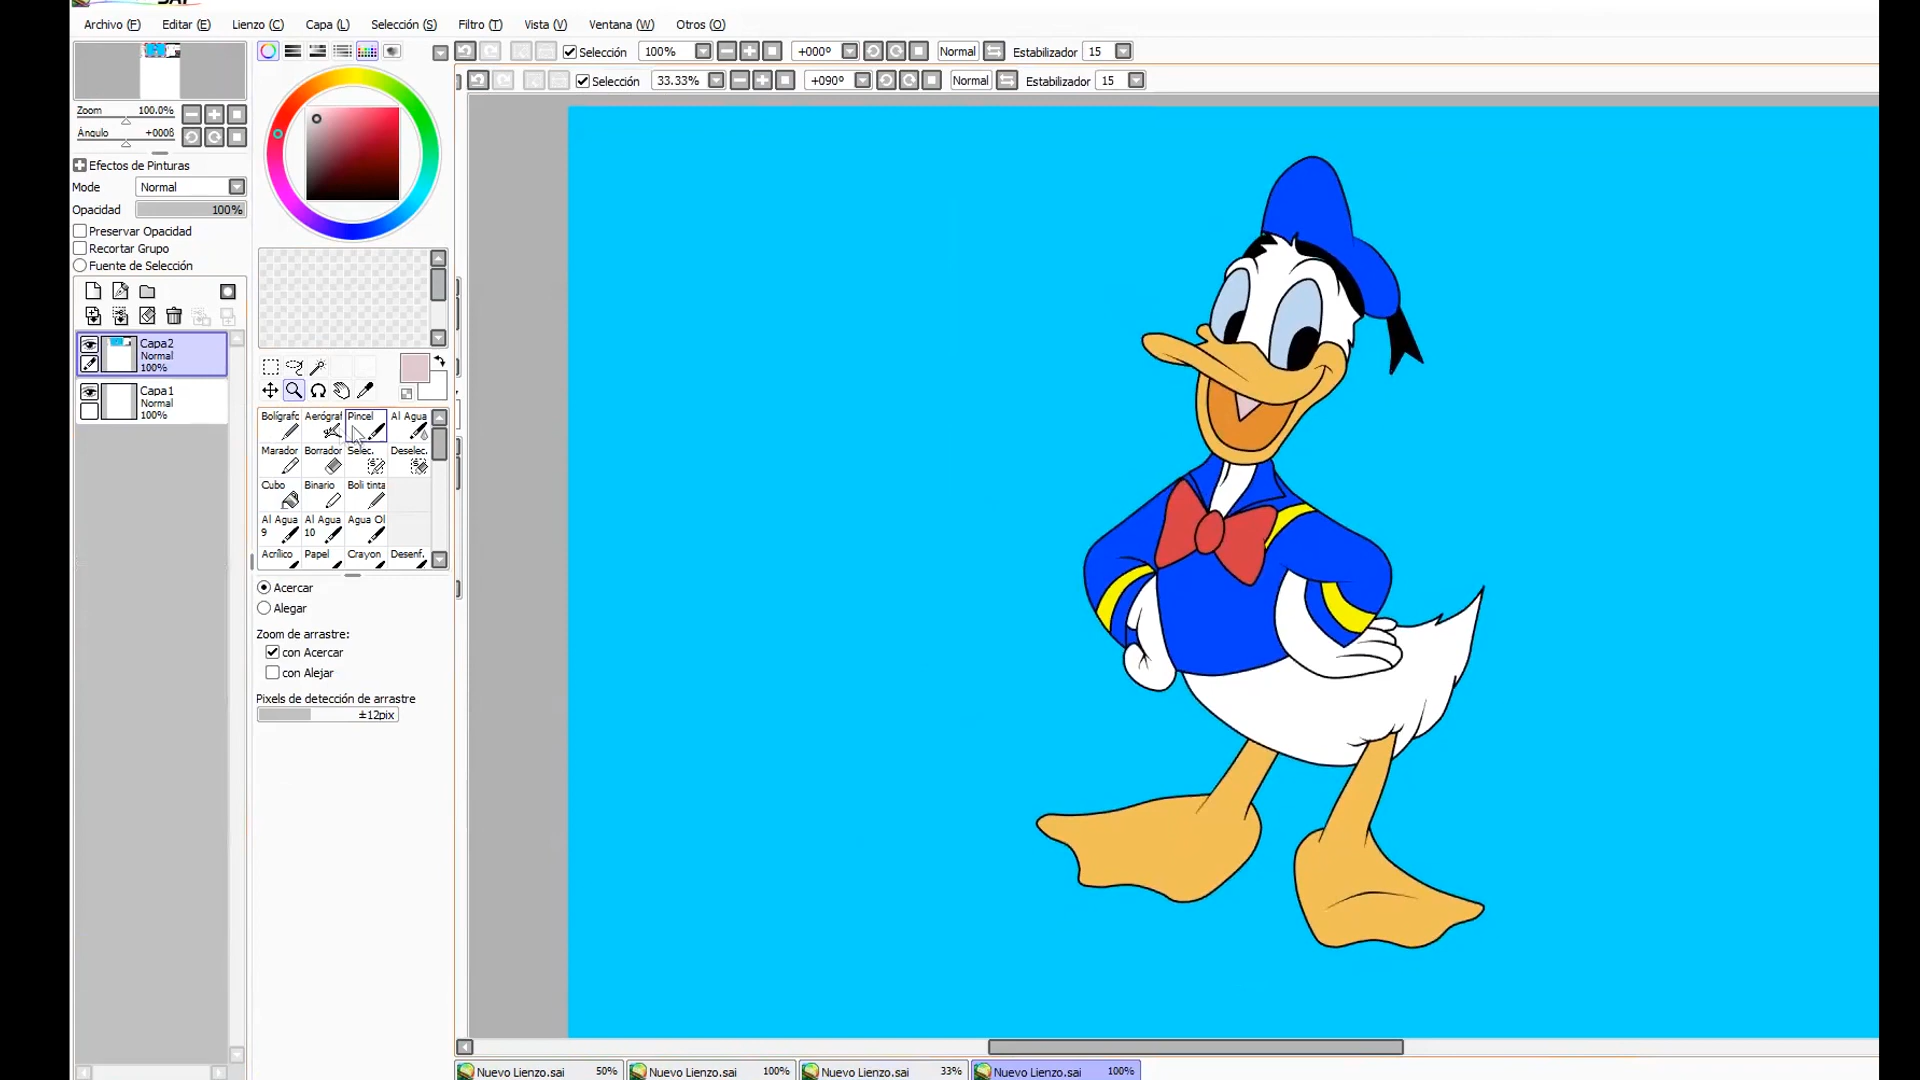 SAI
Archivo (F) Editar (E) Lienzo (C) Capa (L) Selección (S) Filtro (T) Vista (V) Ventana (W) Otros (O)
Selección 100% +000º Normal Estabilizador 15
Selección 33.33% +090º Normal Estabilizador 15
Zoom 100.0%
Ángulo +000ß
Efectos de Pinturas
Mode Normal
Opacidad 100%
Preservar Opacidad
Recortar Grupo
Fuente de Selección
Capa2
Normal
100%
Capa1
Normal
100%
Bolígrafo Aerógraf Pincel Al Agua
Marador Borrador Selec. Deselec.
Cubo Binario Boli tinta
Al Agua 9 Al Agua 10 Agua Ol
Acrílico Papel Crayon Desenf.
Acercar
Alegar
Zoom de arrastre:
con Acercar
con Alejar
Pixels de detección de arrastre
±12pix
Nuevo Lienzo.sai 50% Nuevo Lienzo.sai 100% Nuevo Lienzo.sai 33% Nuevo Lienzo.sai 100%